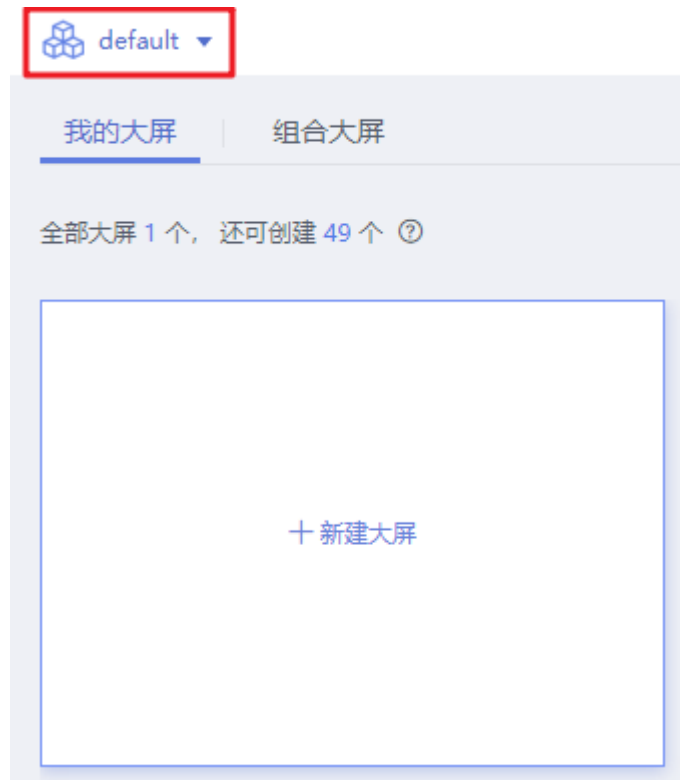 default
我的大屏 组合大屏
全部大屏 1 个, 还可创建 49 个 ?
+ 新建大屏